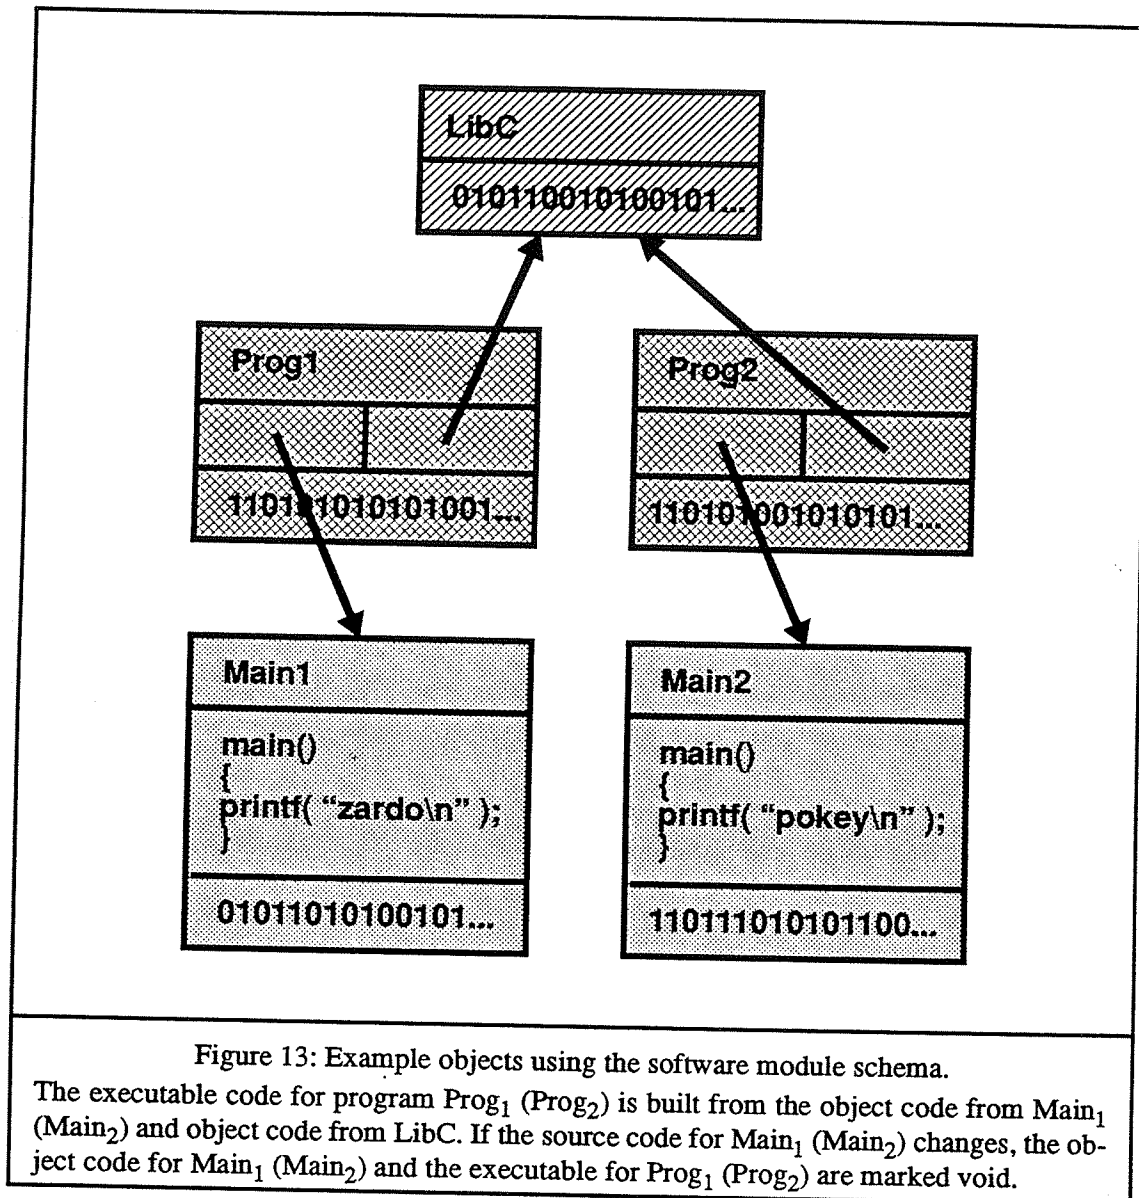 LibC
010110010100101...
Prog1
Prog2
110101010101001...
110101001010101...
Main1
Main2
main()
{
printf( “zardo\n” );
}
main()
{
printf( “pokey\n” );
}
01011010100101...
110111010101100...
Figure 13: Example objects using the software module schema.
The executable code for program Prog₁ (Prog₂) is built from the object code from Main₁
(Main₂) and object code from LibC. If the source code for Main₁ (Main₂) changes, the ob-
ject code for Main₁ (Main₂) and the executable for Prog₁ (Prog₂) are marked void.